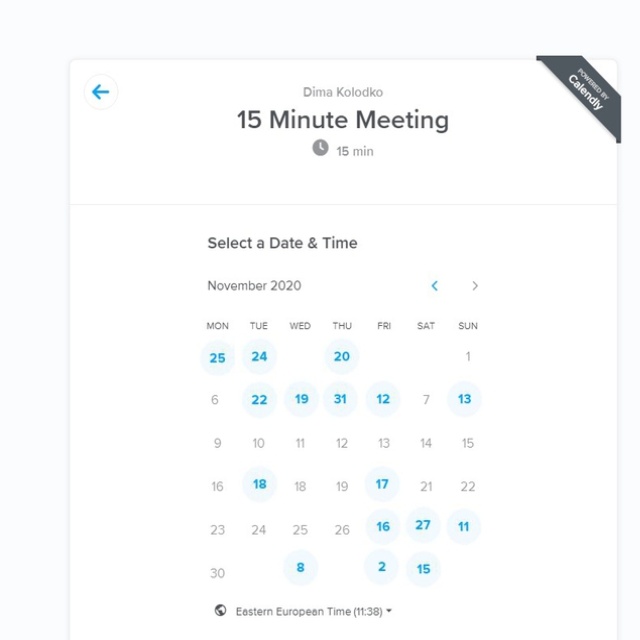 POWERED BY
Calendly
Dima Kolodko
15 Minute Meeting
15 min
Select a Date & Time
November 2020
MON TUE WED THU FRI SAT SUN
25 24 20 1
6 22 19 31 12 7 13
9 10 11 12 13 14 15
16 18 18 19 17 21 22
23 24 25 26 16 27 11
30 8 2 15
Eastern European Time (11:38)